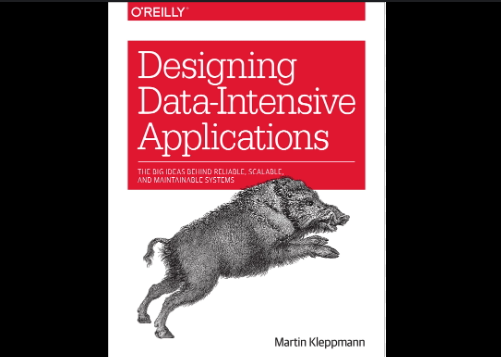 O'REILLY®
Designing
Data-Intensive
Applications
THE BIG IDEAS BEHIND RELIABLE, SCALABLE,
AND MAINTAINABLE SYSTEMS
Martin Kleppmann